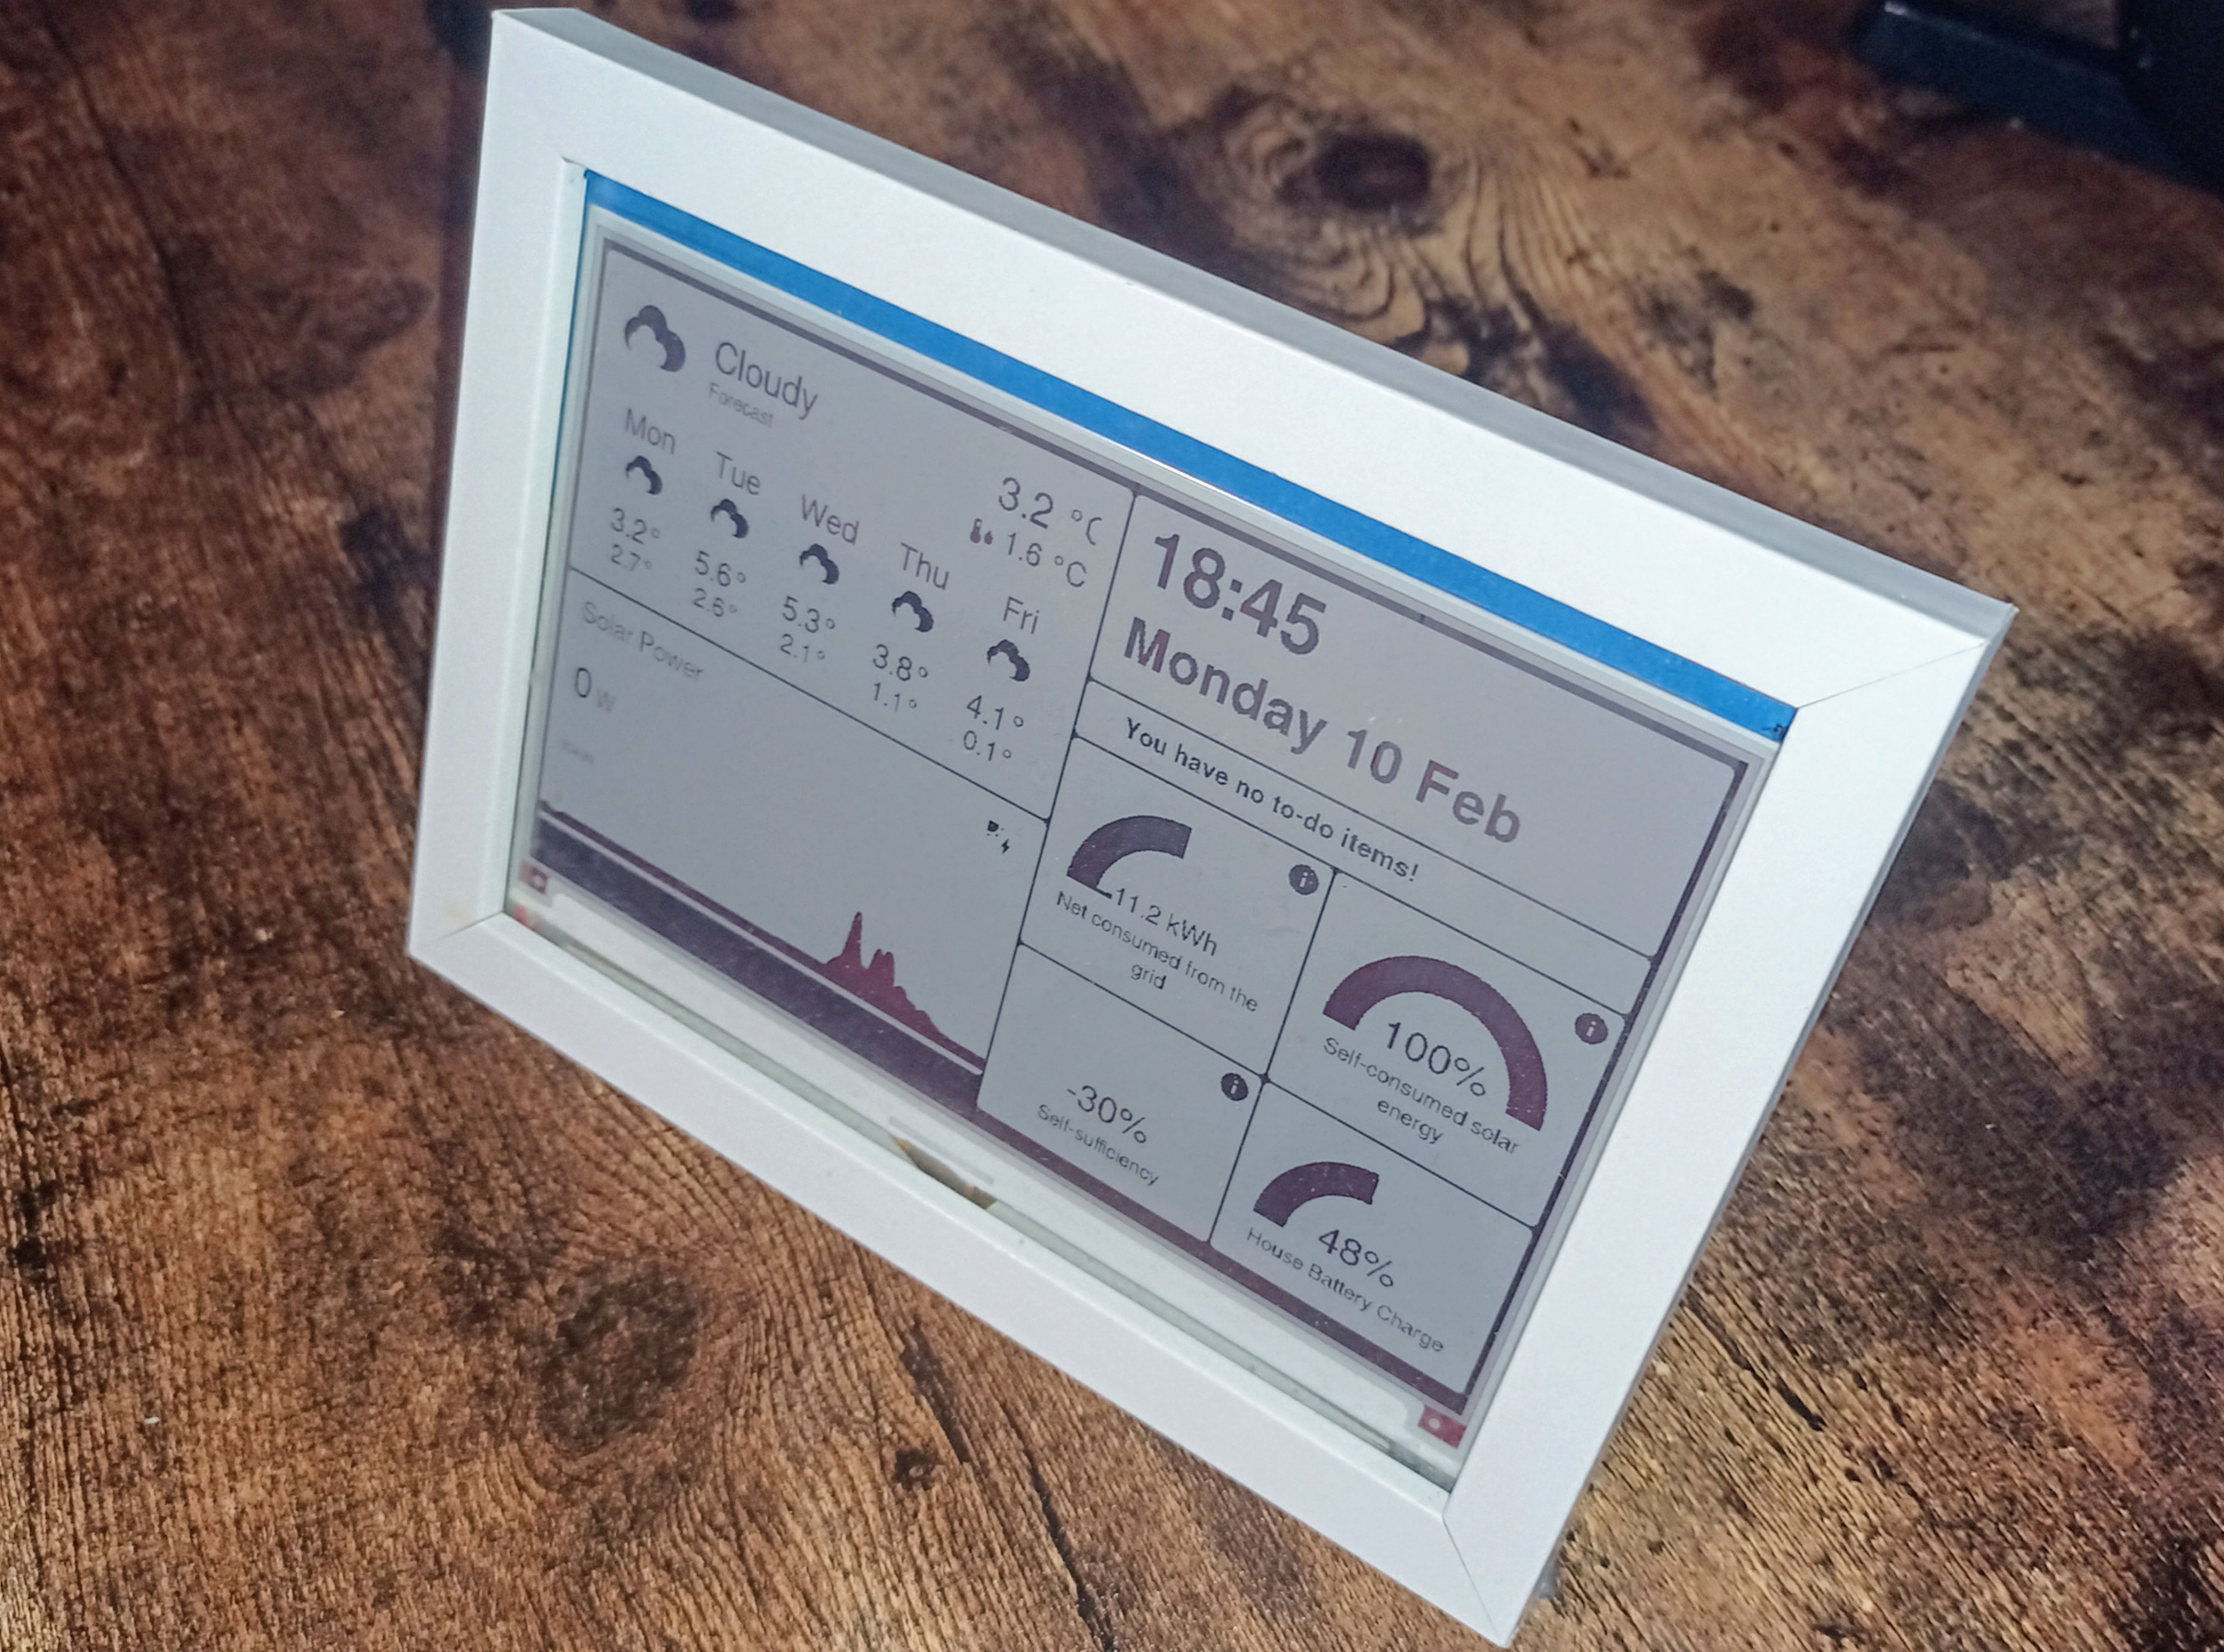 Cloudy
Forecast
3.2 °C
1.6 °C
Mon Tue Wed Thu Fri
3.2° 5.6° 5.3° 3.8° 4.1°
2.7° 2.6° 2.1° 1.1° 0.1°
Solar Power
0 W
18:45
Monday 10 Feb
You have no to-do items!
11.2 kWh
Net consumed from the
grid
100%
Self-consumed solar
energy
-30%
Self-sufficiency
48%
House Battery Charge